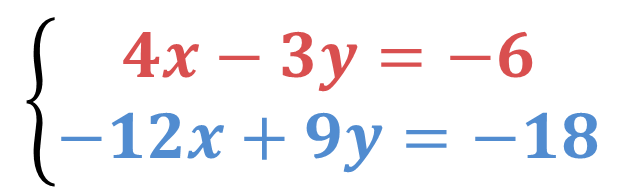 4x − 3y = −6
−12x + 9y = −18